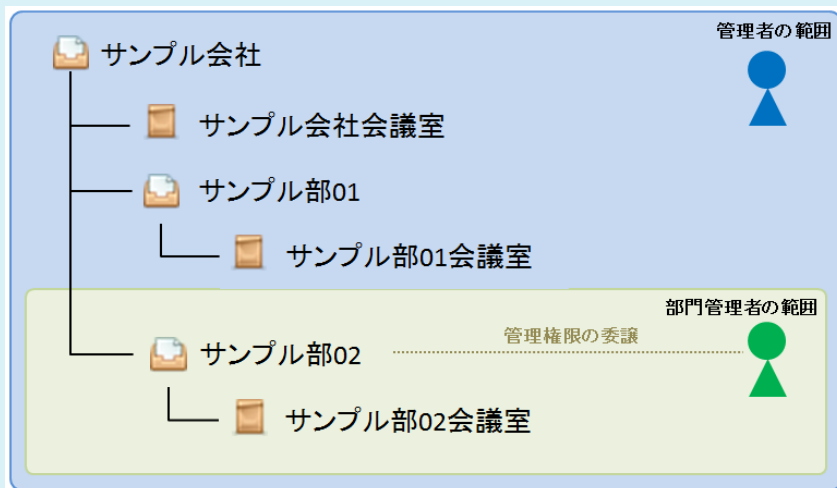 管理者の範囲
サンプル会社
サンプル会社会議室
サンプル部01
サンプル部01会議室
部門管理者の範囲
管理権限の委譲
サンプル部02
サンプル部02会議室